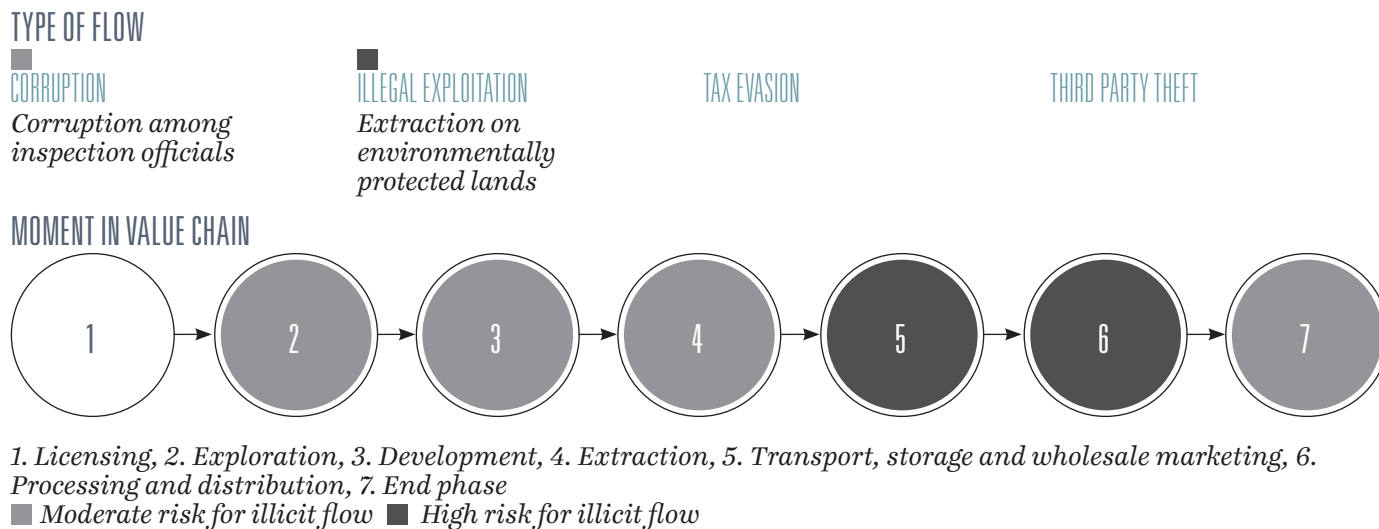 TYPE OF FLOW
CORRUPTION
Corruption among
inspection officials
ILLEGAL EXPLOITATION
Extraction on
environmentally
protected lands
TAX EVASION
THIRD PARTY THEFT
MOMENT IN VALUE CHAIN
1
2
3
4
5
6
7
1. Licensing, 2. Exploration, 3. Development, 4. Extraction, 5. Transport, storage and wholesale marketing, 6.
Processing and distribution, 7. End phase
Moderate risk for illicit flow High risk for illicit flow